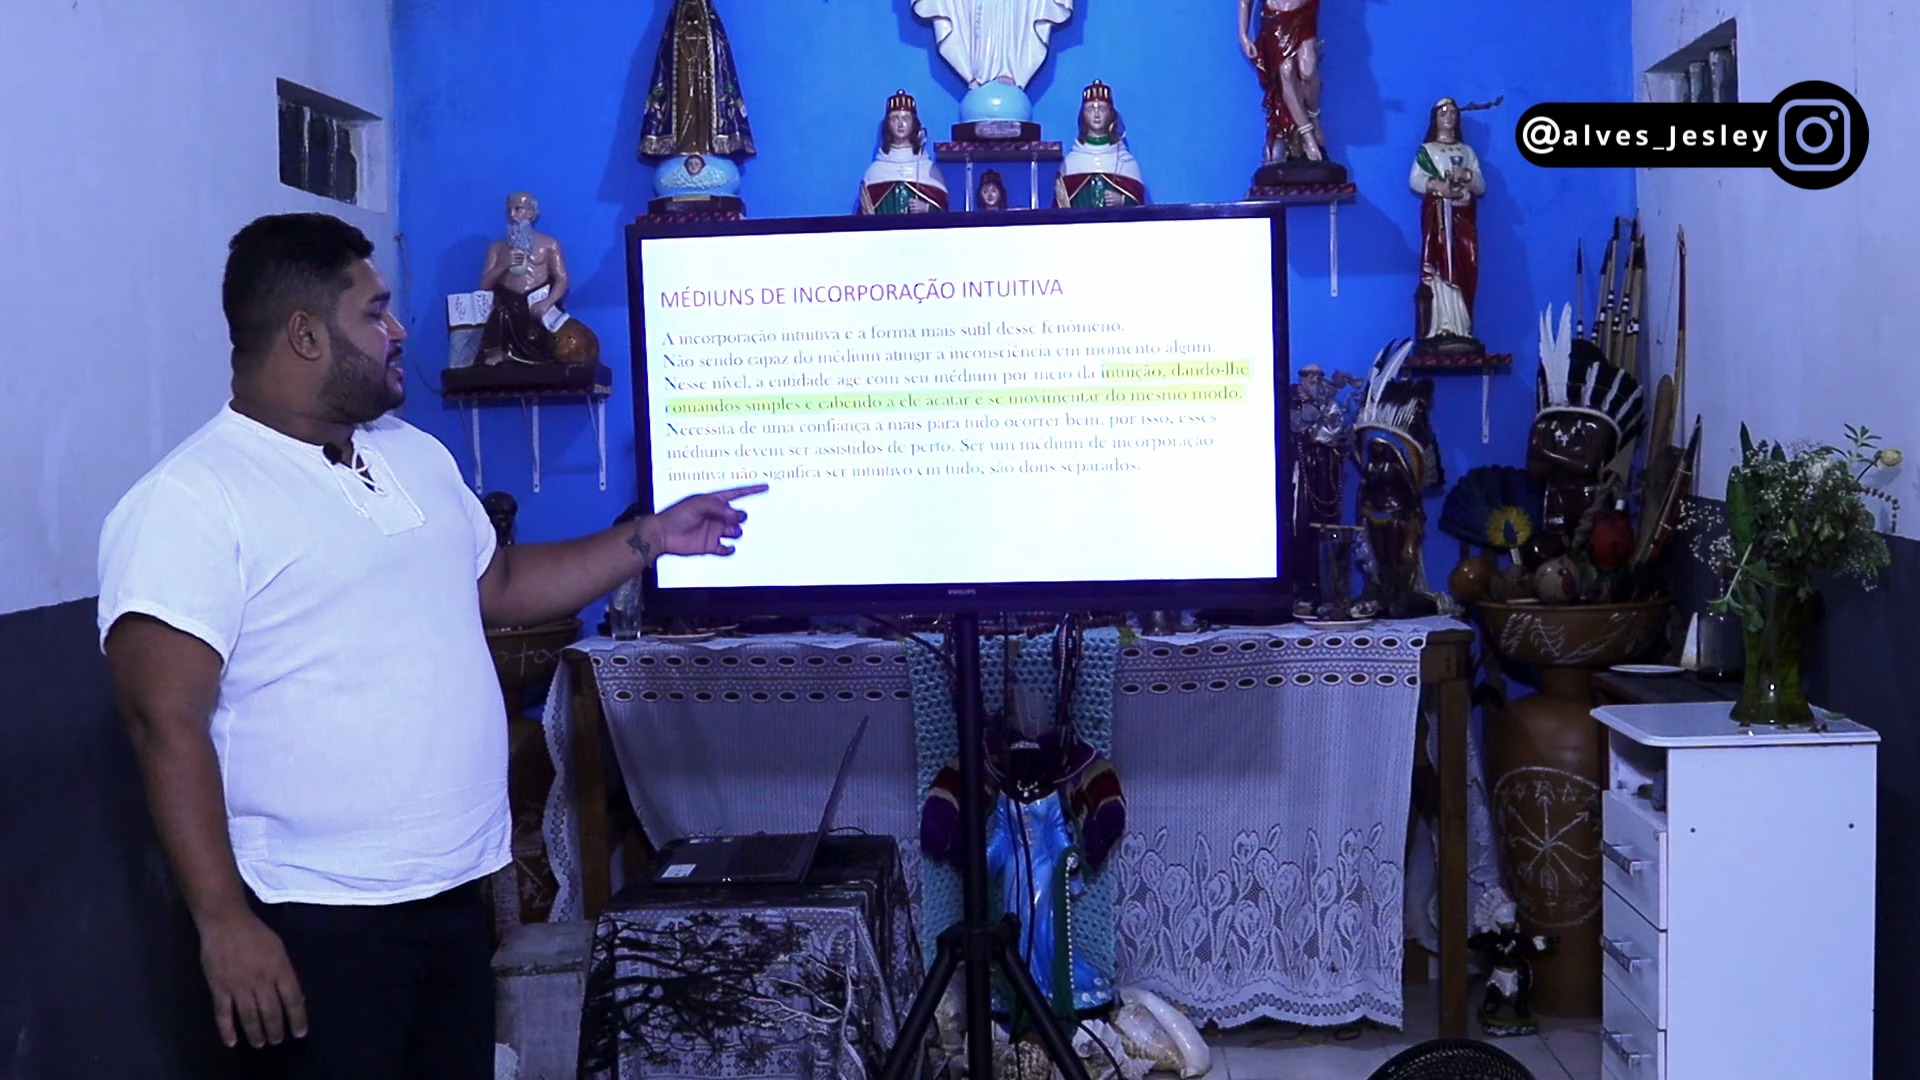 @alves_Jesley
MÉDIUNS DE INCORPORAÇÃO INTUITIVA
A incorporação intuitiva e a forma mais sutil desse fenômeno.
Não sendo capaz do médium atingir a inconsciência em momento algum.
Nesse nível, a entidade age com seu médium por meio da intuição, dando-lhe
comandos simples e cabendo a ele acatar e se movimentar do mesmo modo.
Necessita de uma confiança a mais para tudo ocorrer bem, por isso, esses
médiuns devem ser assistidos de perto. Ser um médium de incorporação
intuitiva não significa ser intuitivo em tudo, são dons separados.
PHILIPS